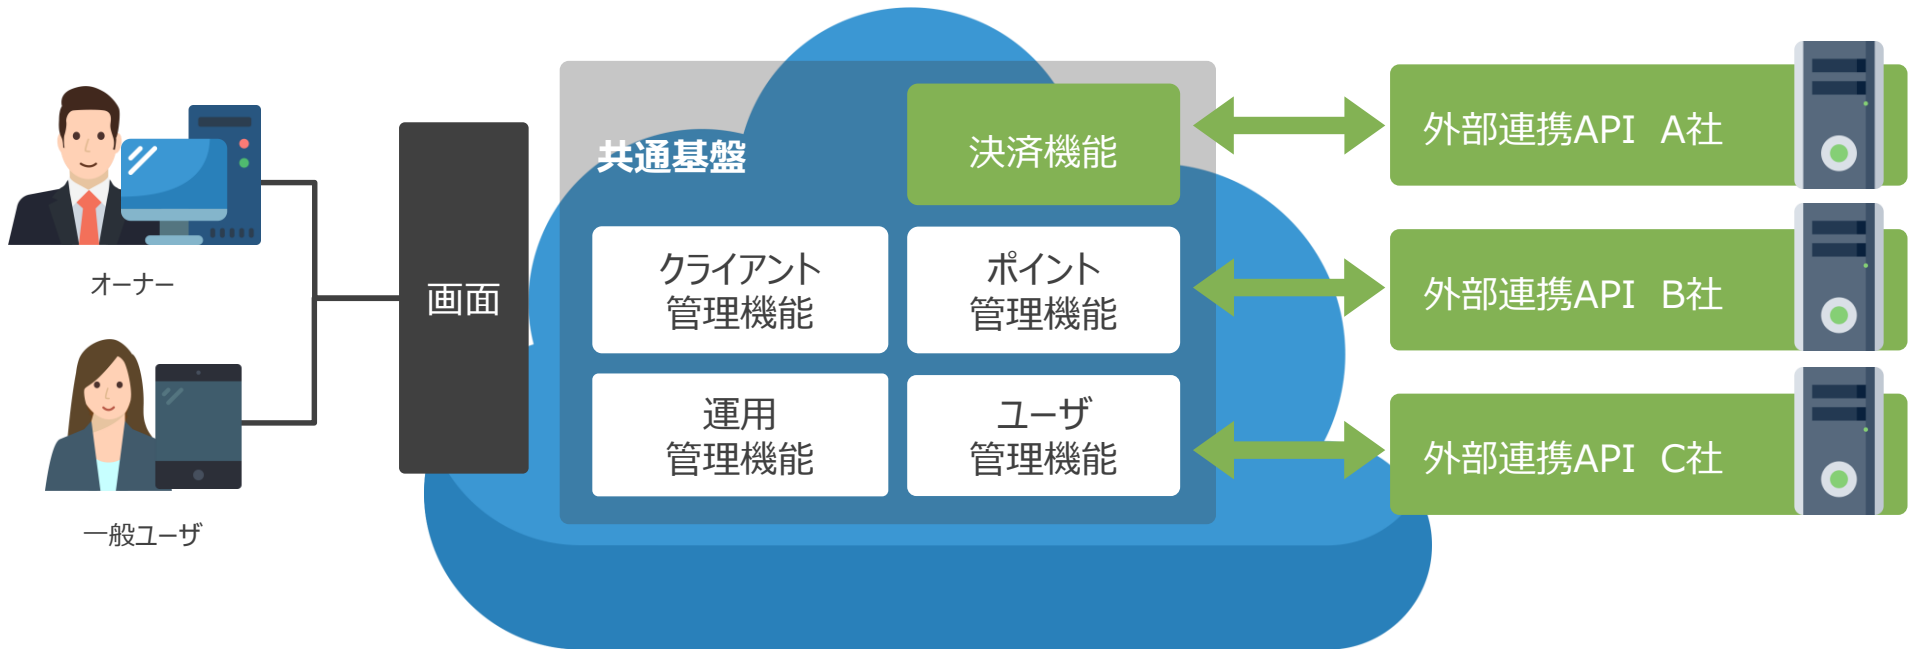 オーナー
一般ユーザ
画面
共通基盤
決済機能
クライアント
管理機能
ポイント
管理機能
運用
管理機能
ユーザ
管理機能
外部連携API　A社
外部連携API　B社
外部連携API　C社